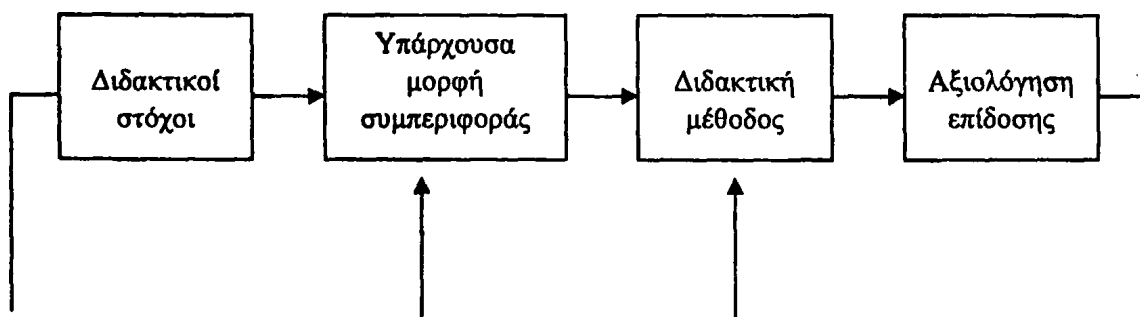 Διδακτικοί
στόχοι
Υπάρχουσα
μορφή
συμπεριφοράς
Διδακτική
μέθοδος
Αξιολόγηση
επίδοσης